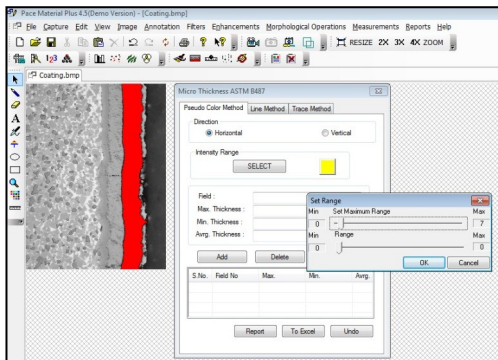 Pace Material Plus 4.5(Demo Version) - [Coating.bmp]
File Capture Edit View Image Annotation Filters Enhancements Morphological Operations Measurements Reports Help
RESIZE 2X 3X 4X ZOOM
123
Coating.bmp
A
Micro Thickness ASTM B487
Pseudo Color Method Line Method Trace Method
Direction
Horizontal Vertical
Intensity Range
SELECT
Field :
Max. Thickness :
Min. Thickness :
Avrg. Thickness :
Add Delete
S.No. Field No Max. Min. Avrg.
Report To Excel Undo
Set Range
Min Set Maximum Range Max
0 7
Min Range Max
0 0
OK Cancel